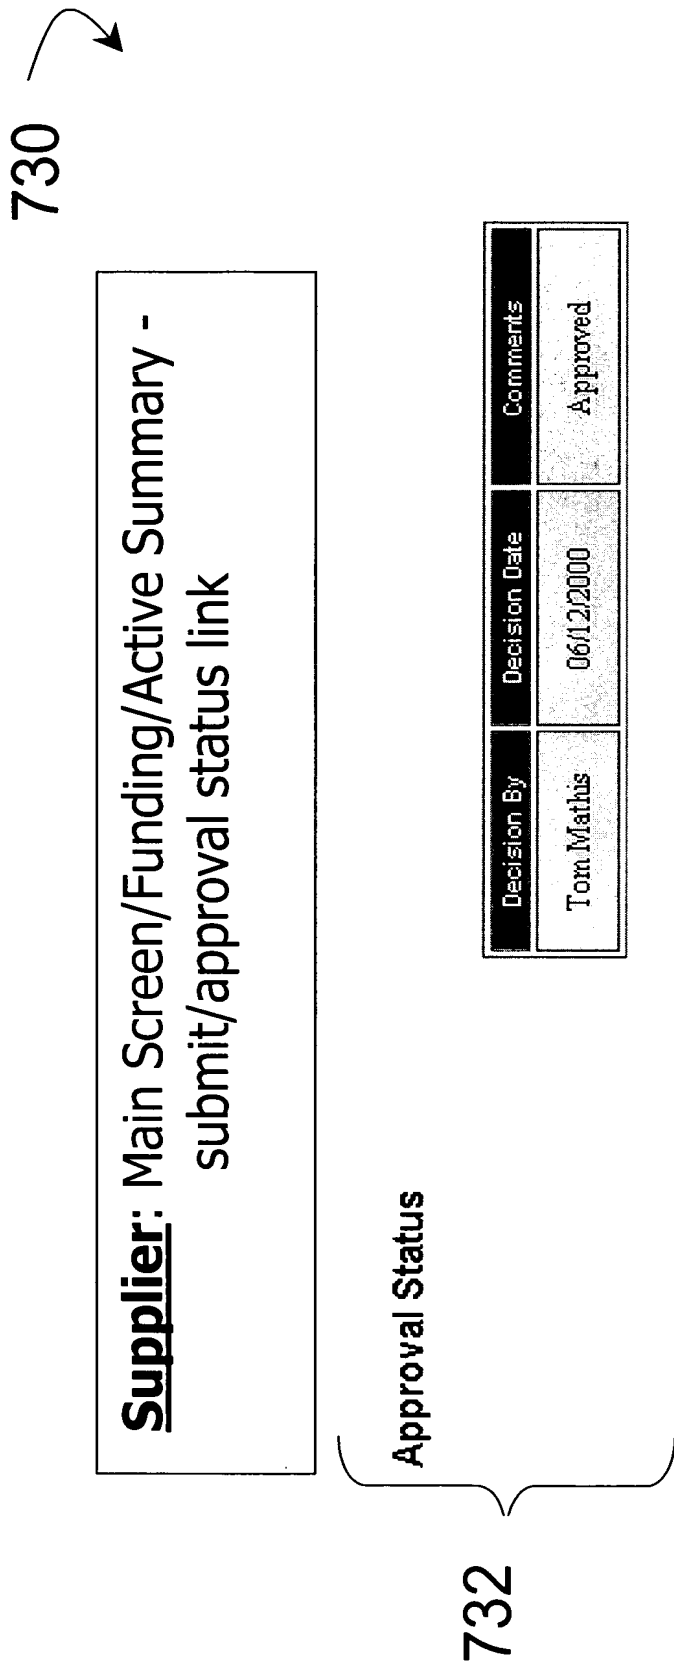 730
Supplier: Main Screen/Funding/Active Summary -
submit/approval status link
732
Approval Status
Decision By Decision Date Comments
Tom Mathis 06/12/2000 Approved